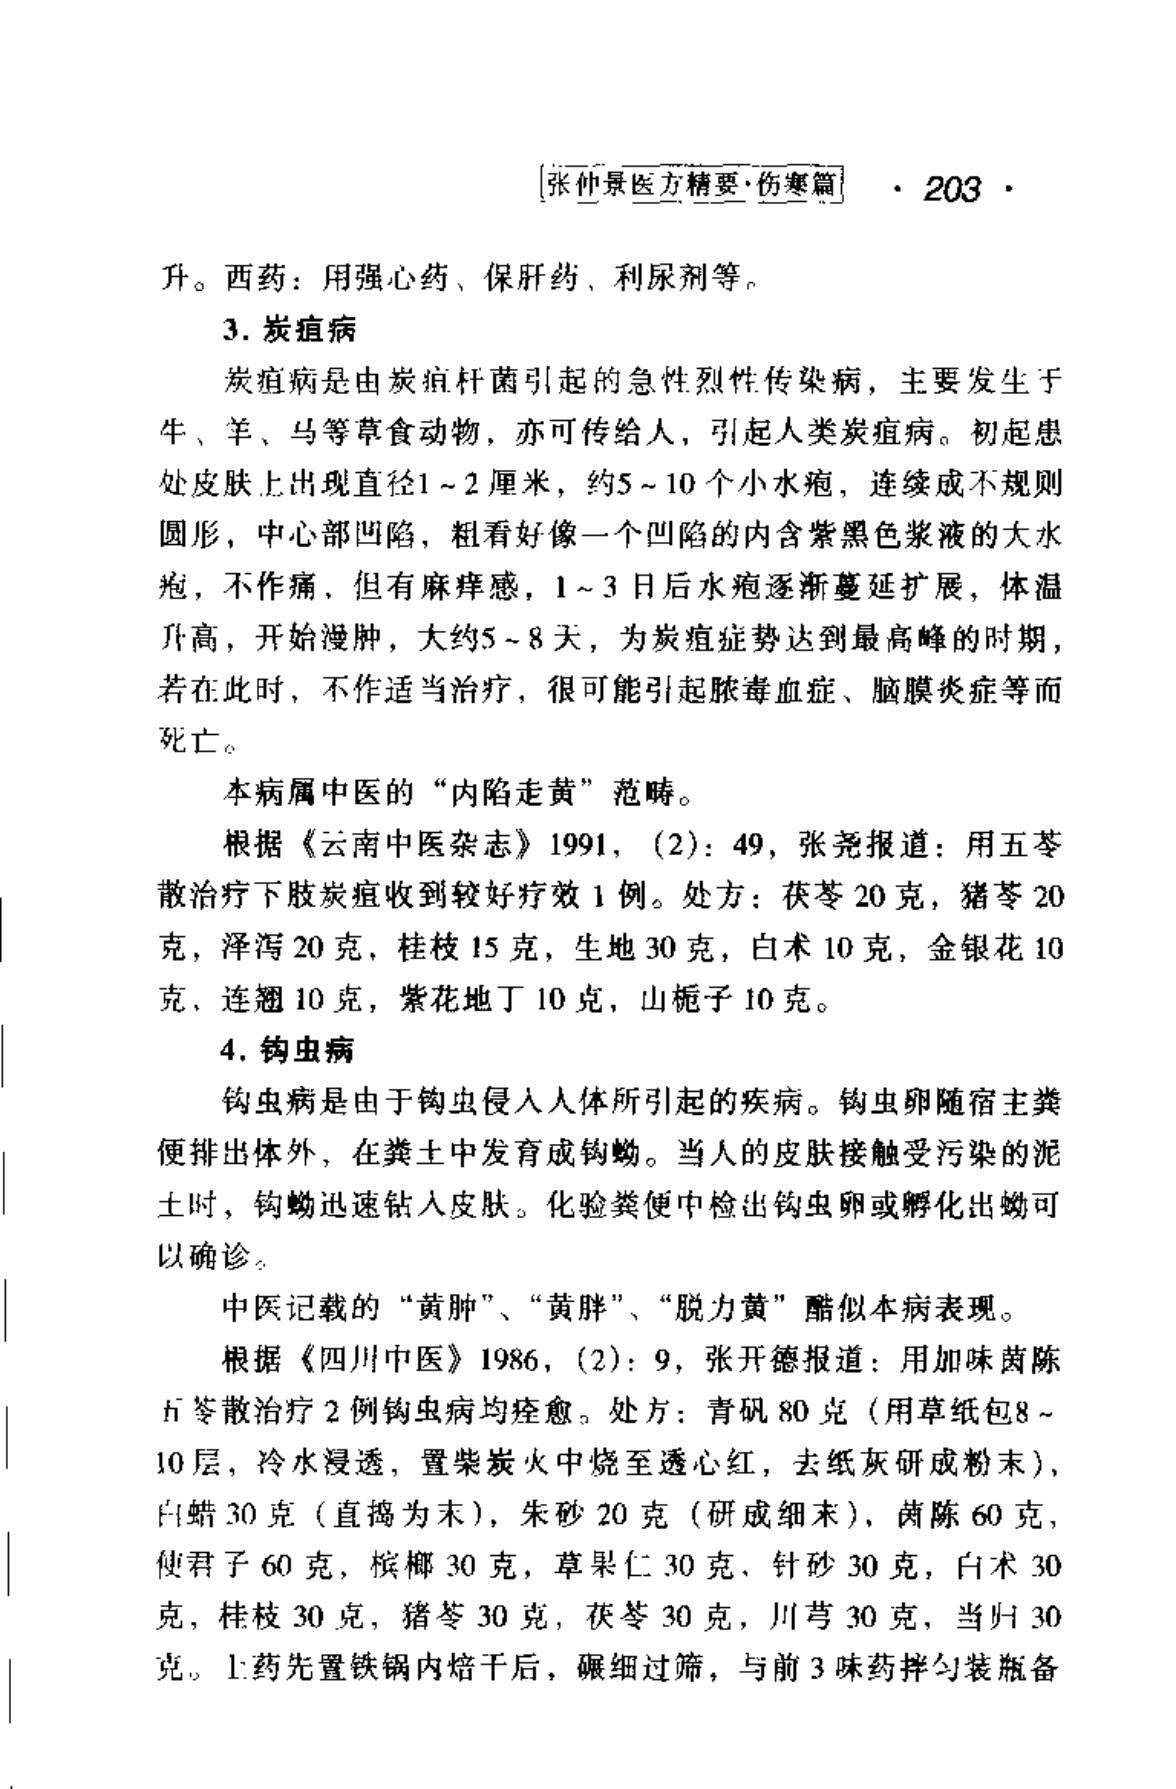 张仲景医方精要·伤寒篇 · 203 ·
升。西药：用强心药、保肝药、利尿剂等。
3. 炭疽病
炭疽病是由炭疽杆菌引起的急性烈性传染病，主要发生于
牛、羊、马等草食动物，亦可传给人，引起人类炭疽病。初起患
处皮肤上出现直径1~2厘米，约5~10个小水疱，连续成不规则
圆形，中心部凹陷，粗看好像一个凹陷的内含紫黑色浆液的大水
疱，不作痛，但有麻痒感，1~3日后水疱逐渐蔓延扩展，体温
升高，开始漫肿，大约5~8天，为炭疽症势达到最高峰的时期，
若在此时，不作适当治疗，很可能引起脓毒血症、脑膜炎症等而
死亡。
本病属中医的“内陷走黄”范畴。
根据《云南中医杂志》1991，（2）：49，张尧报道：用五苓
散治疗下肢炭疽收到较好疗效1例。处方：茯苓20克，猪苓20
克，泽泻20克，桂枝15克，生地30克，白术10克，金银花10
克，连翘10克，紫花地丁10克，山栀子10克。
4. 钩虫病
钩虫病是由于钩虫侵入人体所引起的疾病。钩虫卵随宿主粪
便排出体外，在粪土中发育成钩蚴。当人的皮肤接触受污染的泥
土时，钩蚴迅速钻入皮肤。化验粪便中检出钩虫卵或孵化出蚴可
以确诊。
中医记载的“黄肿”、“黄胖”、“脱力黄”酷似本病表现。
根据《四川中医》1986，（2）：9，张开德报道：用加味茵陈
五苓散治疗2例钩虫病均痊愈。处方：青矾80克（用草纸包8~
10层，冷水浸透，置柴炭火中烧至透心红，去纸灰研成粉末），
白蜡30克（直捣为末），朱砂20克（研成细末），茵陈60克，
使君子60克，槟榔30克，草果仁30克、针砂30克，白术30
克，桂枝30克，猪苓30克，茯苓30克，川芎30克，当归30
克。上药先置铁锅内焙干后，碾细过筛，与前3味药拌匀装瓶备